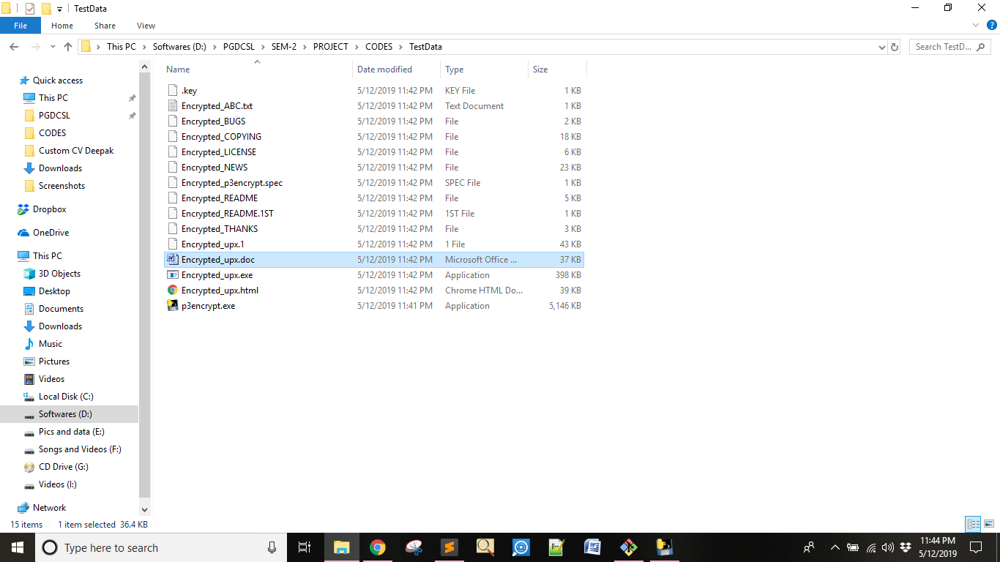 TestData
File Home Share View
This PC > Softwares (D:) > PGDCSL > SEM-2 > PROJECT > CODES > TestData
Search TestD...
Quick access
This PC
PGDCSL
CODES
Custom CV Deepak
Downloads
Screenshots
Dropbox
OneDrive
This PC
3D Objects
Desktop
Documents
Downloads
Music
Pictures
Videos
Local Disk (C:)
Softwares (D:)
Pics and data (E:)
Songs and Videos (F:)
CD Drive (G:)
Videos (I:)
Network
Name Date modified Type Size
.key 5/12/2019 11:42 PM KEY File 1 KB
Encrypted_ABC.txt 5/12/2019 11:42 PM Text Document 1 KB
Encrypted_BUGS 5/12/2019 11:42 PM File 2 KB
Encrypted_COPYING 5/12/2019 11:42 PM File 18 KB
Encrypted_LICENSE 5/12/2019 11:42 PM File 6 KB
Encrypted_NEWS 5/12/2019 11:42 PM File 23 KB
Encrypted_p3encrypt.spec 5/12/2019 11:42 PM SPEC File 1 KB
Encrypted_README 5/12/2019 11:42 PM File 5 KB
Encrypted_README.1ST 5/12/2019 11:42 PM 1ST File 1 KB
Encrypted_THANKS 5/12/2019 11:42 PM File 3 KB
Encrypted_upx.1 5/12/2019 11:42 PM 1 File 43 KB
Encrypted_upx.doc 5/12/2019 11:42 PM Microsoft Office ... 37 KB
Encrypted_upx.exe 5/12/2019 11:42 PM Application 398 KB
Encrypted_upx.html 5/12/2019 11:42 PM Chrome HTML Do... 39 KB
p3encrypt.exe 5/12/2019 11:41 PM Application 5,146 KB
15 items 1 item selected 36.4 KB
Type here to search
11:44 PM
5/12/2019